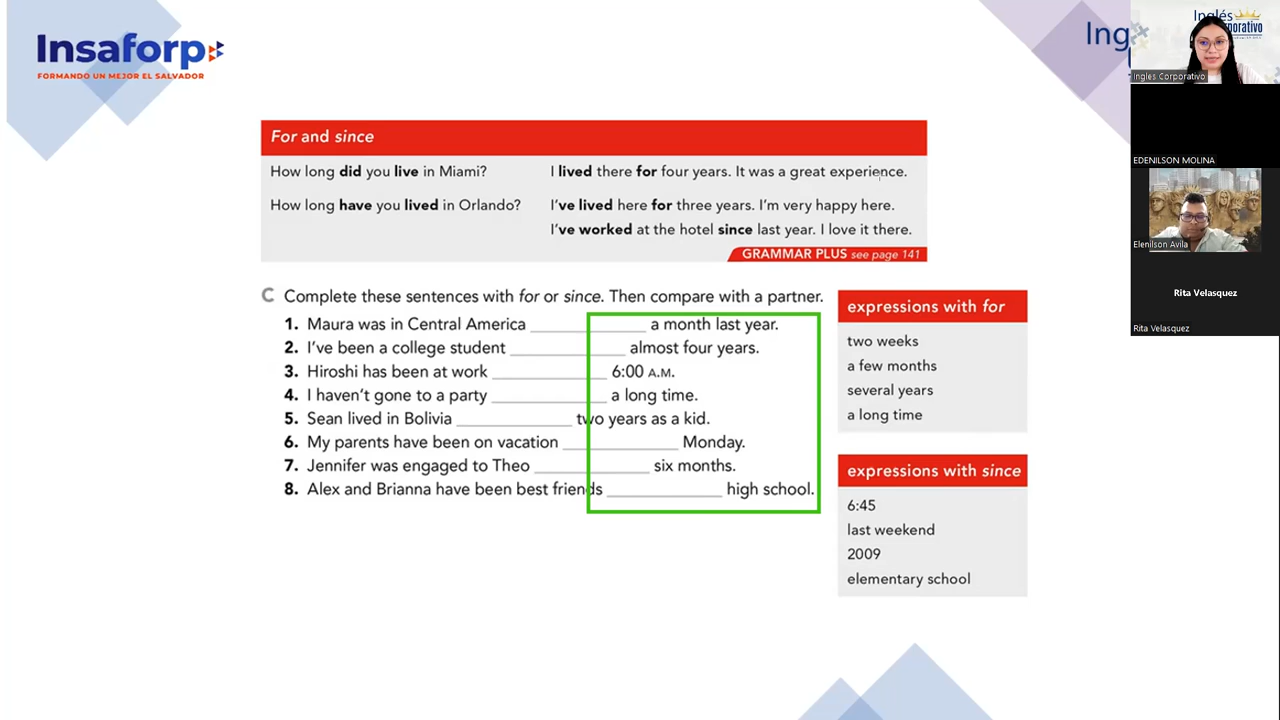 Insaforp
FORMANDO UN MEJOR EL SALVADOR
Ing
Inglés
Corporativo
Ingles Corporativo
EDENILSON MOLINA
Elenilson Avila
Rita Velasquez
Rita Velasquez
For and since
How long did you live in Miami? I lived there for four years. It was a great experience.
How long have you lived in Orlando? I've lived here for three years. I'm very happy here.
I've worked at the hotel since last year. I love it there.
GRAMMAR PLUS see page 141
C Complete these sentences with for or since. Then compare with a partner.
1. Maura was in Central America ____________ a month last year.
2. I've been a college student ____________ almost four years.
3. Hiroshi has been at work ____________ 6:00 A.M.
4. I haven't gone to a party ____________ a long time.
5. Sean lived in Bolivia ____________ two years as a kid.
6. My parents have been on vacation ____________ Monday.
7. Jennifer was engaged to Theo ____________ six months.
8. Alex and Brianna have been best friends ____________ high school.
expressions with for
two weeks
a few months
several years
a long time
expressions with since
6:45
last weekend
2009
elementary school